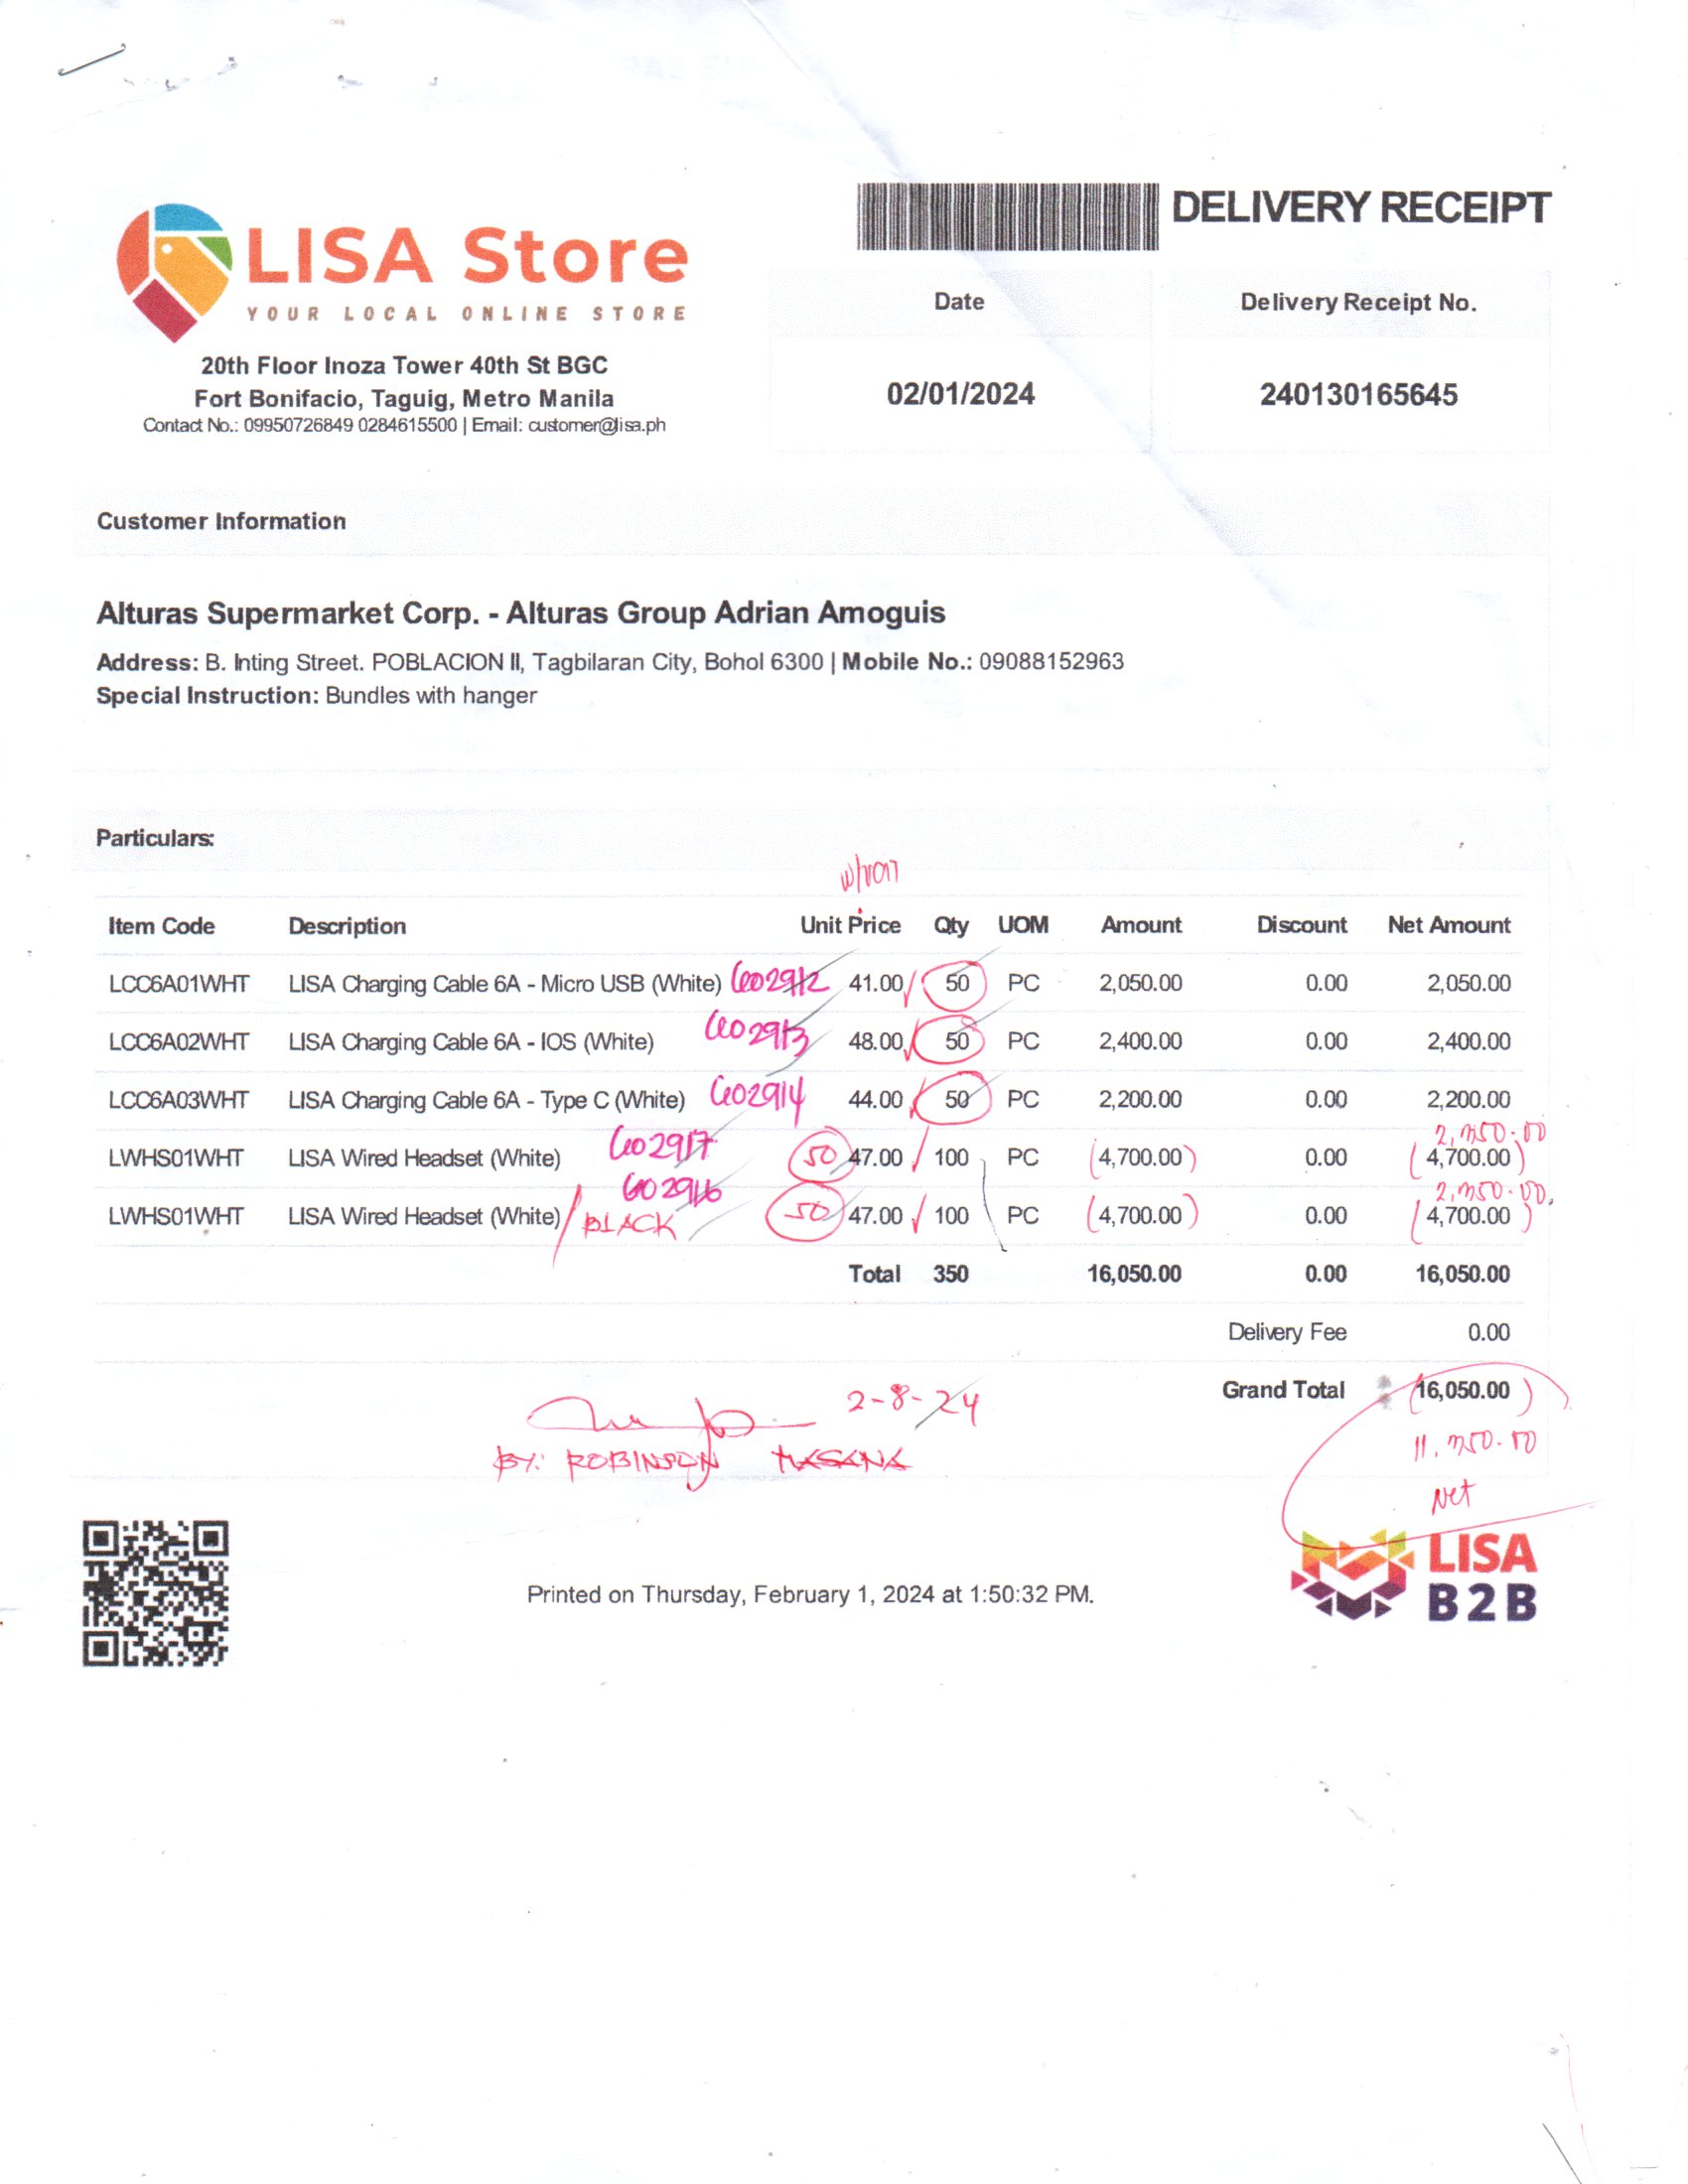 DELIVERY RECEIPT
LISA Store
YOUR LOCAL ONLINE STORE
20th Floor Inoza Tower 40th St BGC
Fort Bonifacio, Taguig, Metro Manila
Contact No.: 09950726849 0284615500 | Email: customer@lisa.ph
Date Delivery Receipt No.
02/01/2024 240130165645
Customer Information
Alturas Supermarket Corp. - Alturas Group Adrian Amoguis
Address: B. Inting Street. POBLACION II, Tagbilaran City, Bohol 6300 | Mobile No.: 09088152963
Special Instruction: Bundles with hanger
Particulars:
Item Code Description Unit Price Qty UOM Amount Discount Net Amount
LCC6A01WHT LISA Charging Cable 6A - Micro USB (White) 602912 41.00 50 PC 2,050.00 0.00 2,050.00
LCC6A02WHT LISA Charging Cable 6A - IOS (White) 602913 48.00 50 PC 2,400.00 0.00 2,400.00
LCC6A03WHT LISA Charging Cable 6A - Type C (White) 602914 44.00 50 PC 2,200.00 0.00 2,200.00
2,350.00
LWHS01WHT LISA Wired Headset (White) 602917 50 47.00 100 PC (4,700.00) 0.00 (4,700.00)
602916 2,350.00
LWHS01WHT LISA Wired Headset (White) / BLACK 50 47.00 100 PC (4,700.00) 0.00 (4,700.00)
Total 350 16,050.00 0.00 16,050.00
Delivery Fee 0.00
Grand Total (16,050.00)
2-8-24
11,350.00
BY: ROBINSON
Net
Printed on Thursday, February 1, 2024 at 1:50:32 PM.
LISA
B2B